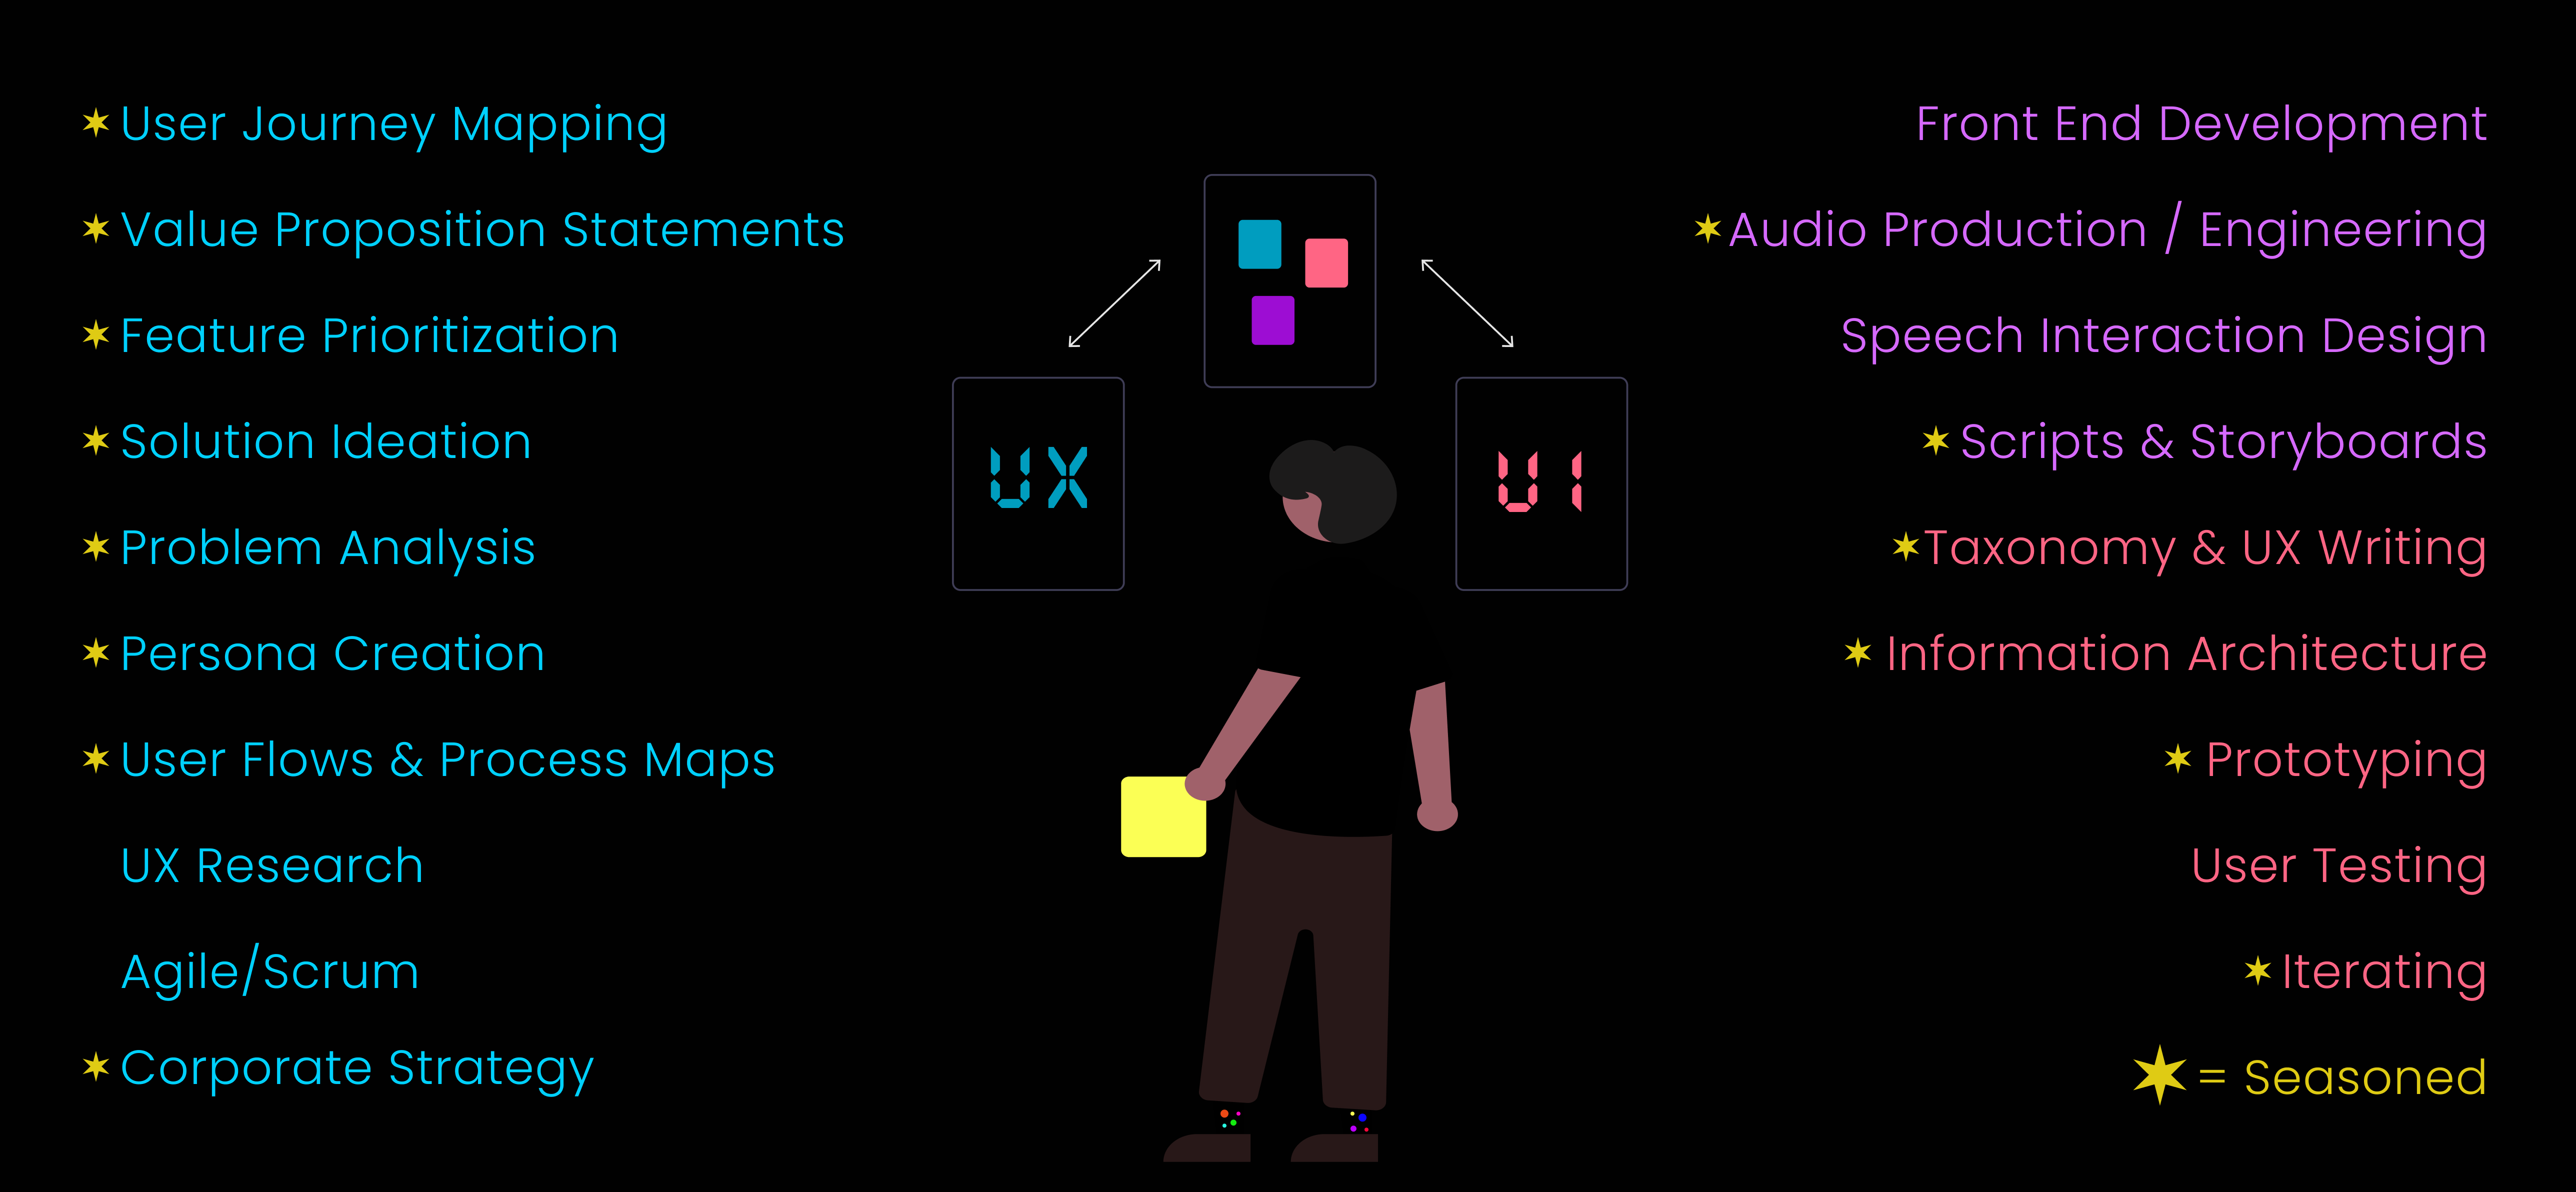 ✶ User Journey Mapping
✶ Value Proposition Statements
✶ Feature Prioritization
✶ Solution Ideation
✶ Problem Analysis
✶ Persona Creation
✶ User Flows & Process Maps
UX Research
Agile/Scrum
✶ Corporate Strategy
UX
UI
Front End Development
✶ Audio Production / Engineering
Speech Interaction Design
✶ Scripts & Storyboards
✶ Taxonomy & UX Writing
✶ Information Architecture
✶ Prototyping
User Testing
✶ Iterating
✶ = Seasoned